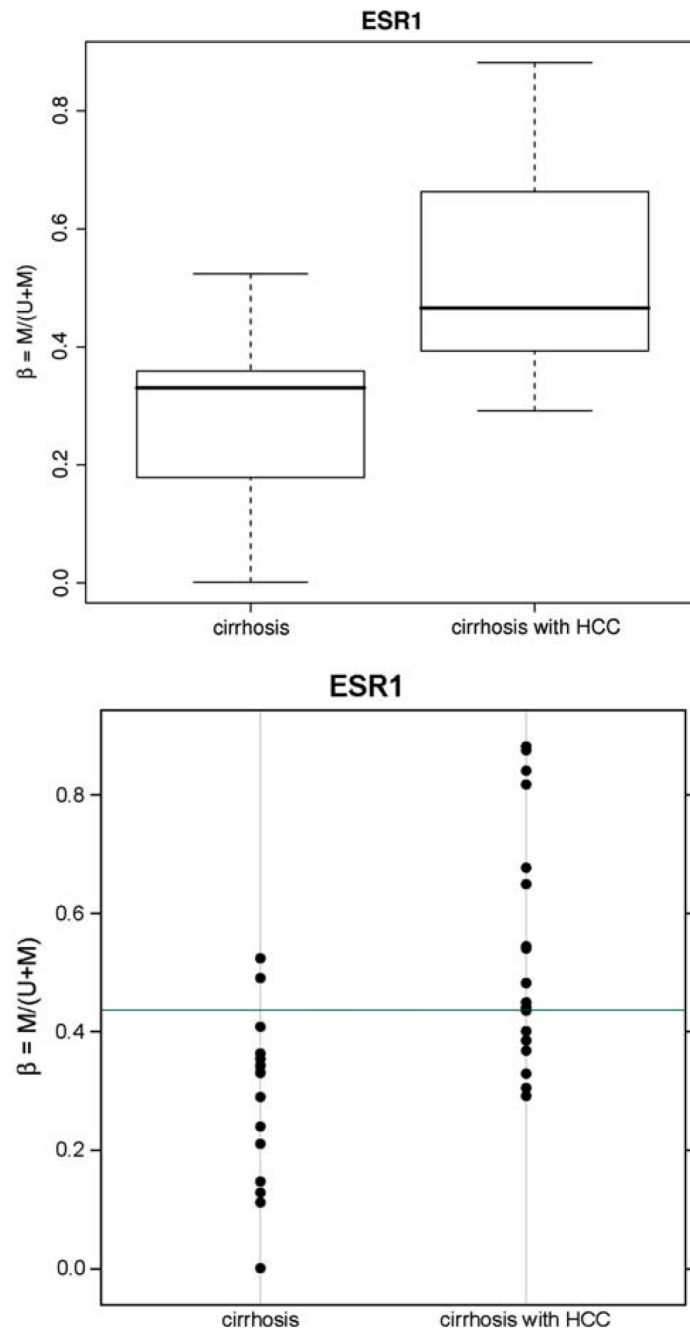 ESR1
β = M/(U+M)
0.8
0.6
0.4
0.2
0.0
cirrhosis
cirrhosis with HCC
ESR1
β = M/(U+M)
0.8
0.6
0.4
0.2
0.0
cirrhosis
cirrhosis with HCC